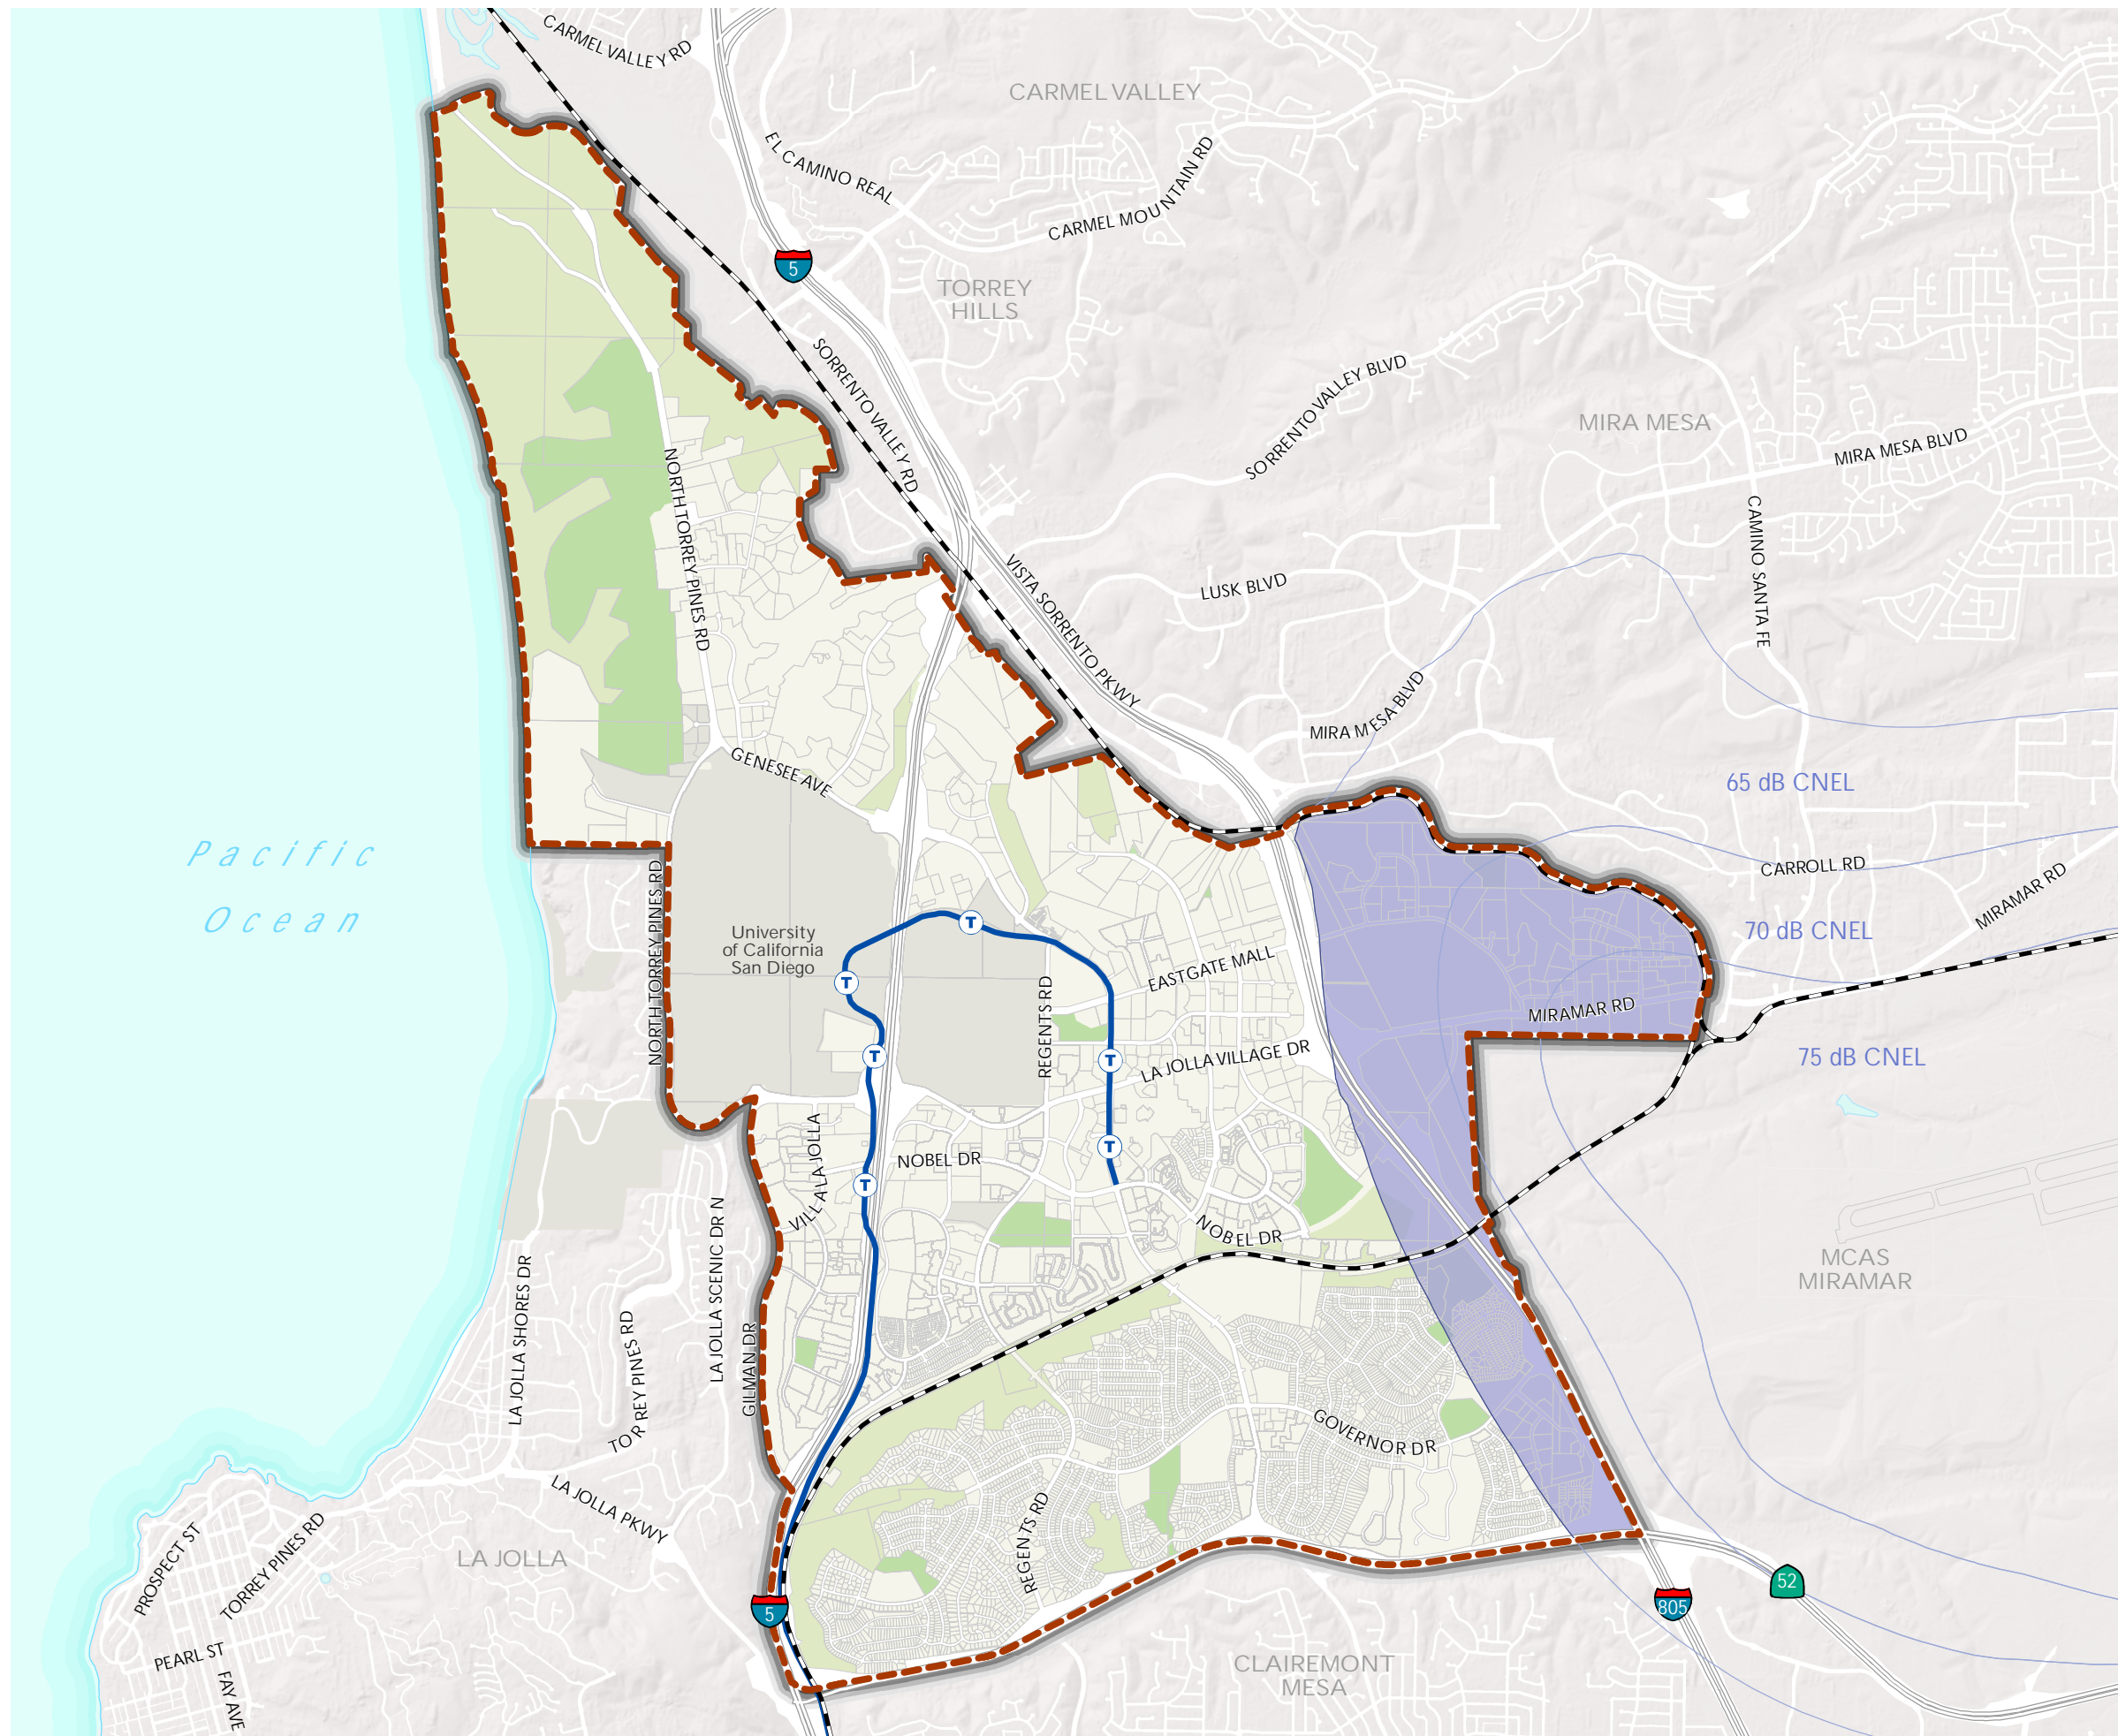 CARMEL VALLEY RD
CARMEL VALLEY
EL CAMINO REAL
CARMEL MOUNTAIN RD
5
TORREY
HILLS
SORRENTO VALLEY RD
SORRENTO VALLEY BLVD
MIRA MESA
MIRA MESA BLVD
NORTH TORREY PINES RD
CAMINO SANTA FE
VISTA SORRENTO PKWY
LUSK BLVD
MIRA MESA BLVD
GENESEE AVE
65 dB CNEL
Pacific
Ocean
CARROLL RD
MIRAMAR RD
NORTH TORREY PINES RD
University
of California
San Diego
T
T
70 dB CNEL
EASTGATE MALL
REGENTS RD
MIRAMAR RD
T
T
LA JOLLA VILLAGE DR
75 dB CNEL
VILLA LA JOLLA
NOBEL DR
T
T
NOBEL DR
MCAS
MIRAMAR
LA JOLLA SHORES DR
TORREY PINES RD
LA JOLLA SCENIC DR N
GILMAN DR
GOVERNOR DR
LA JOLLA PKWY
REGENTS RD
PROSPECT ST
TORREY PINES RD
LA JOLLA
5
805
52
PEARL ST
FAY AVE
CLAIREMONT
MESA